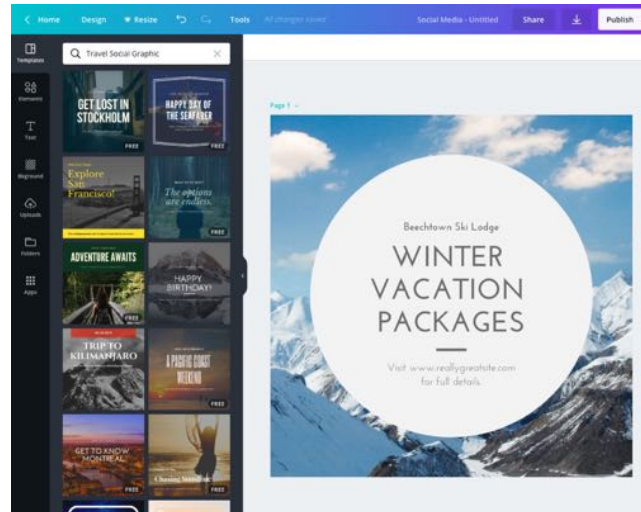 Home Design Resize Tools All changes saved Social Media - Untitled Share Publish
Templates
Elements
Text
Bkground
Uploads
Folders
Apps
Travel Social Graphic
GET LOST IN
STOCKHOLM
FREE
HAPPY DAY OF
THE SEAFARER
FREE
Explore
San
Francisco!
The options
are endless.
FREE
ADVENTURE AWAITS
FREE
HAPPY
BIRTHDAY!
TRIP TO
KILIMANJARO
A PACIFIC COAST
WEEKEND
FREE
GET TO KNOW
MONTREAL
FREE
Chasing Sunshine
FREE
Page 1
Beechtown Ski Lodge
WINTER
VACATION
PACKAGES
Visit www.reallygreatsite.com
for full details.